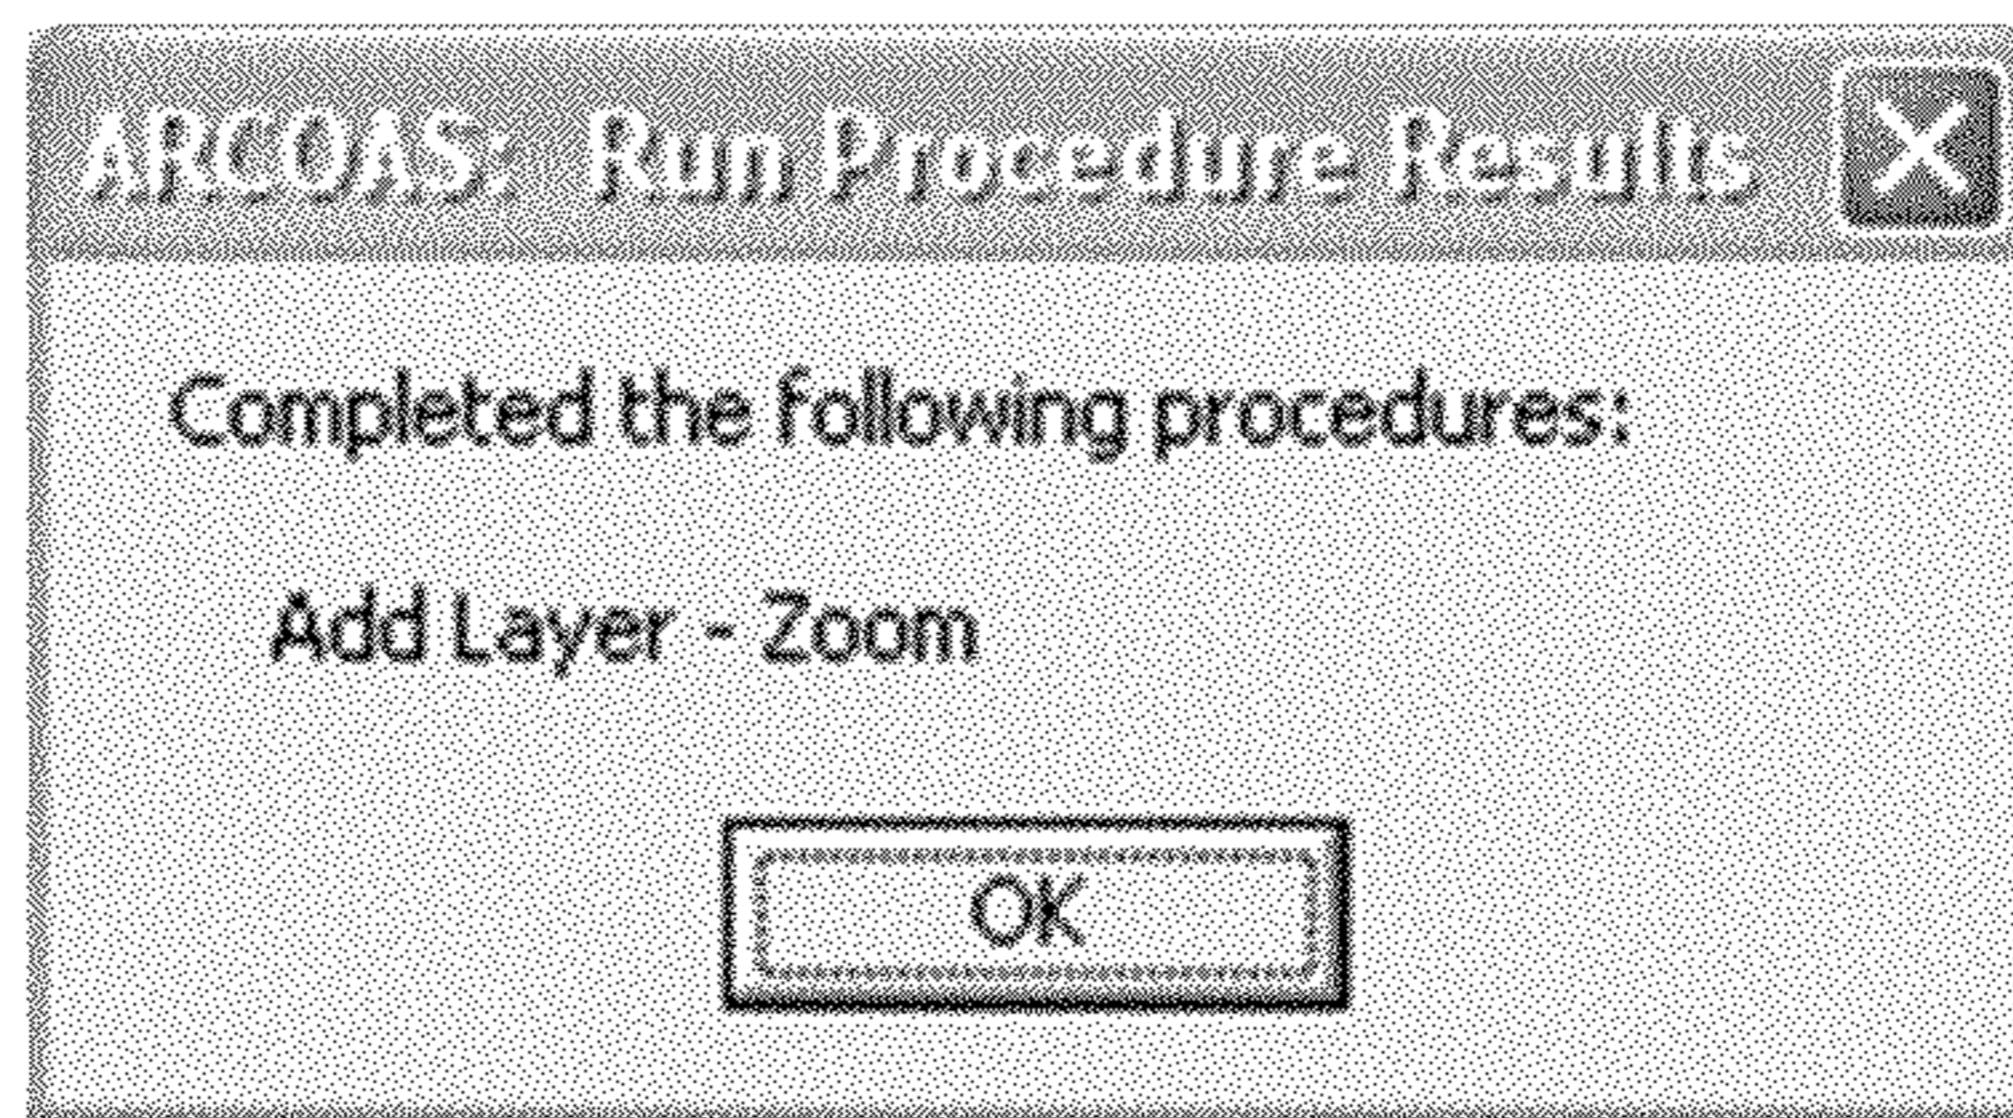 ARCOAS:  Run Procedure Results
Completed the following procedures:
Add Layer - Zoom
OK